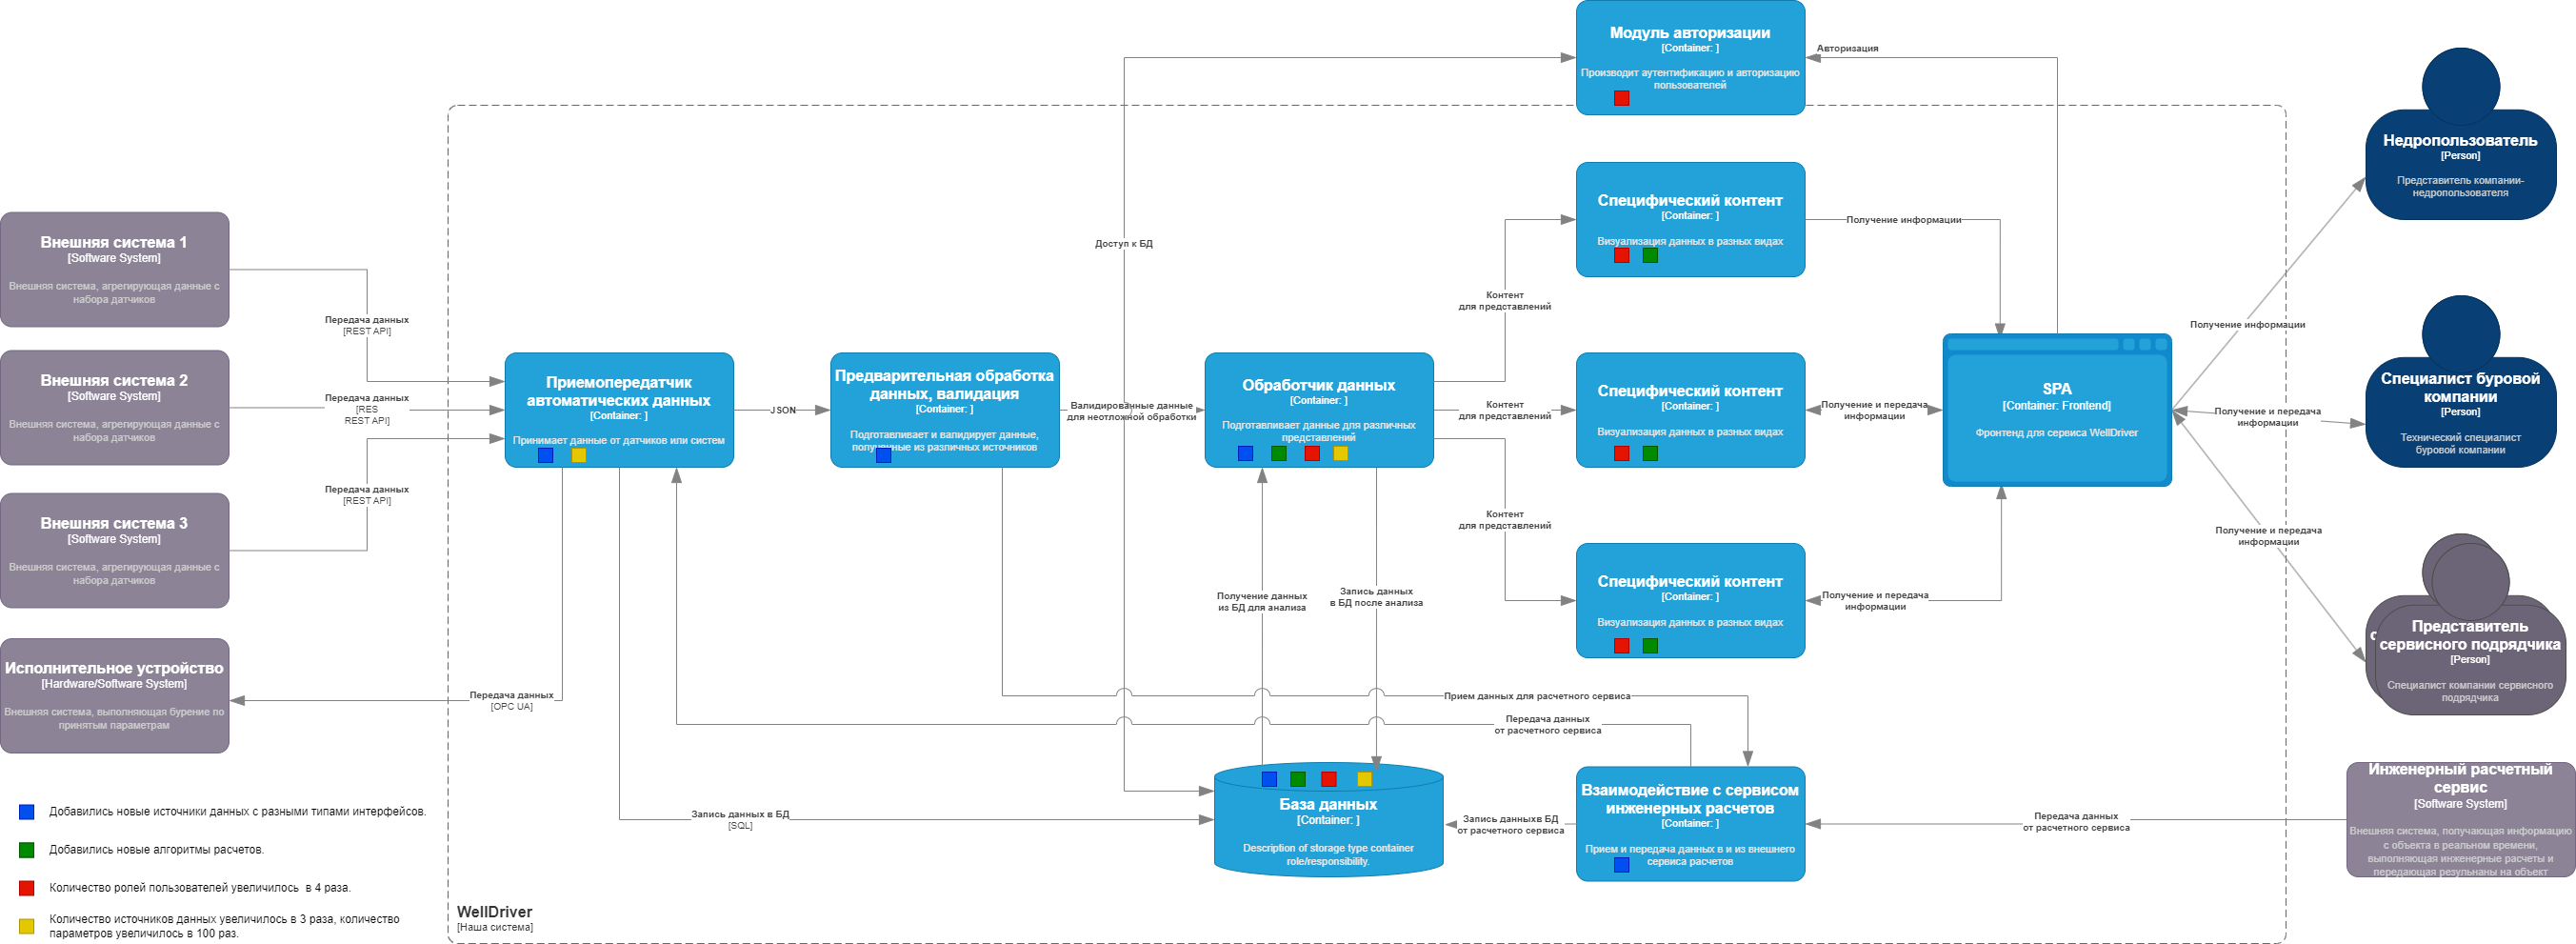 Модуль авторизации
[Container: ]
Производит аутентификацию и авторизацию
пользователей
Авторизация
Недропользователь
[Person]
Представитель компании-
недропользователя
Специфический контент
[Container: ]
Визуализация данных в разных видах
Получение информации
Доступ к БД
Внешняя система 1
[Software System]
Внешняя система, агрегирующая данные с
набора датчиков
Передача данных
[REST API]
Контент
для представлений
Получение информации
Внешняя система 2
[Software System]
Внешняя система, агрегирующая данные с
набора датчиков
Передача данных
[RES
REST API]
Приемопередатчик
автоматических данных
[Container: ]
Принимает данные от датчиков или систем
JSON
Предварительная обработка
данных, валидация
[Container: ]
Подготавливает и валидирует данные,
полученные из различных источников
Валидированные данные
для неотложной обработки
Обработчик данных
[Container: ]
Подготавливает данные для различных
представлений
Контент
для представлений
Специфический контент
[Container: ]
Визуализация данных в разных видах
Получение и передача
информации
SPA
[Container: Frontend]
Фронтенд для сервиса WellDriver
Получение и передача
информации
Специалист буровой
компании
[Person]
Технический специалист
буровой компании
Внешняя система 3
[Software System]
Внешняя система, агрегирующая данные с
набора датчиков
Передача данных
[REST API]
Контент
для представлений
Получение и передача
информации
Получение данных
из БД для анализа
Запись данных
в БД после анализа
Специфический контент
[Container: ]
Визуализация данных в разных видах
Получение и передача
информации
Представитель
сервисного подрядчика
[Person]
Специалист компании сервисного
подрядчика
Исполнительное устройство
[Hardware/Software System]
Внешняя система, выполняющая бурение по
принятым параметрам
Передача данных
[OPC UA]
Прием данных для расчетного сервиса
Передача данных
от расчетного сервиса
Запись данных в БД
[SQL]
База данных
[Container: ]
Description of storage type container
role/responsibility.
Запись данныхв БД
от расчетного сервиса
Взаимодействие с сервисом
инженерных расчетов
[Container: ]
Прием и передача данных в и из внешнего
сервиса расчетов
Передача данных
от расчетного сервиса
Инженерный расчетный
сервис
[Software System]
Внешняя система, получающая информацию
с объекта в реальном времени,
выполняющая инженерные расчеты и
передающая результаны на объект
Добавились новые источники данных с разными типами интерфейсов.
Добавились новые алгоритмы расчетов.
Количество ролей пользователей увеличилось в 4 раза.
Количество источников данных увеличилось в 3 раза, количество
параметров увеличилось в 100 раз.
WellDriver
[Наша система]